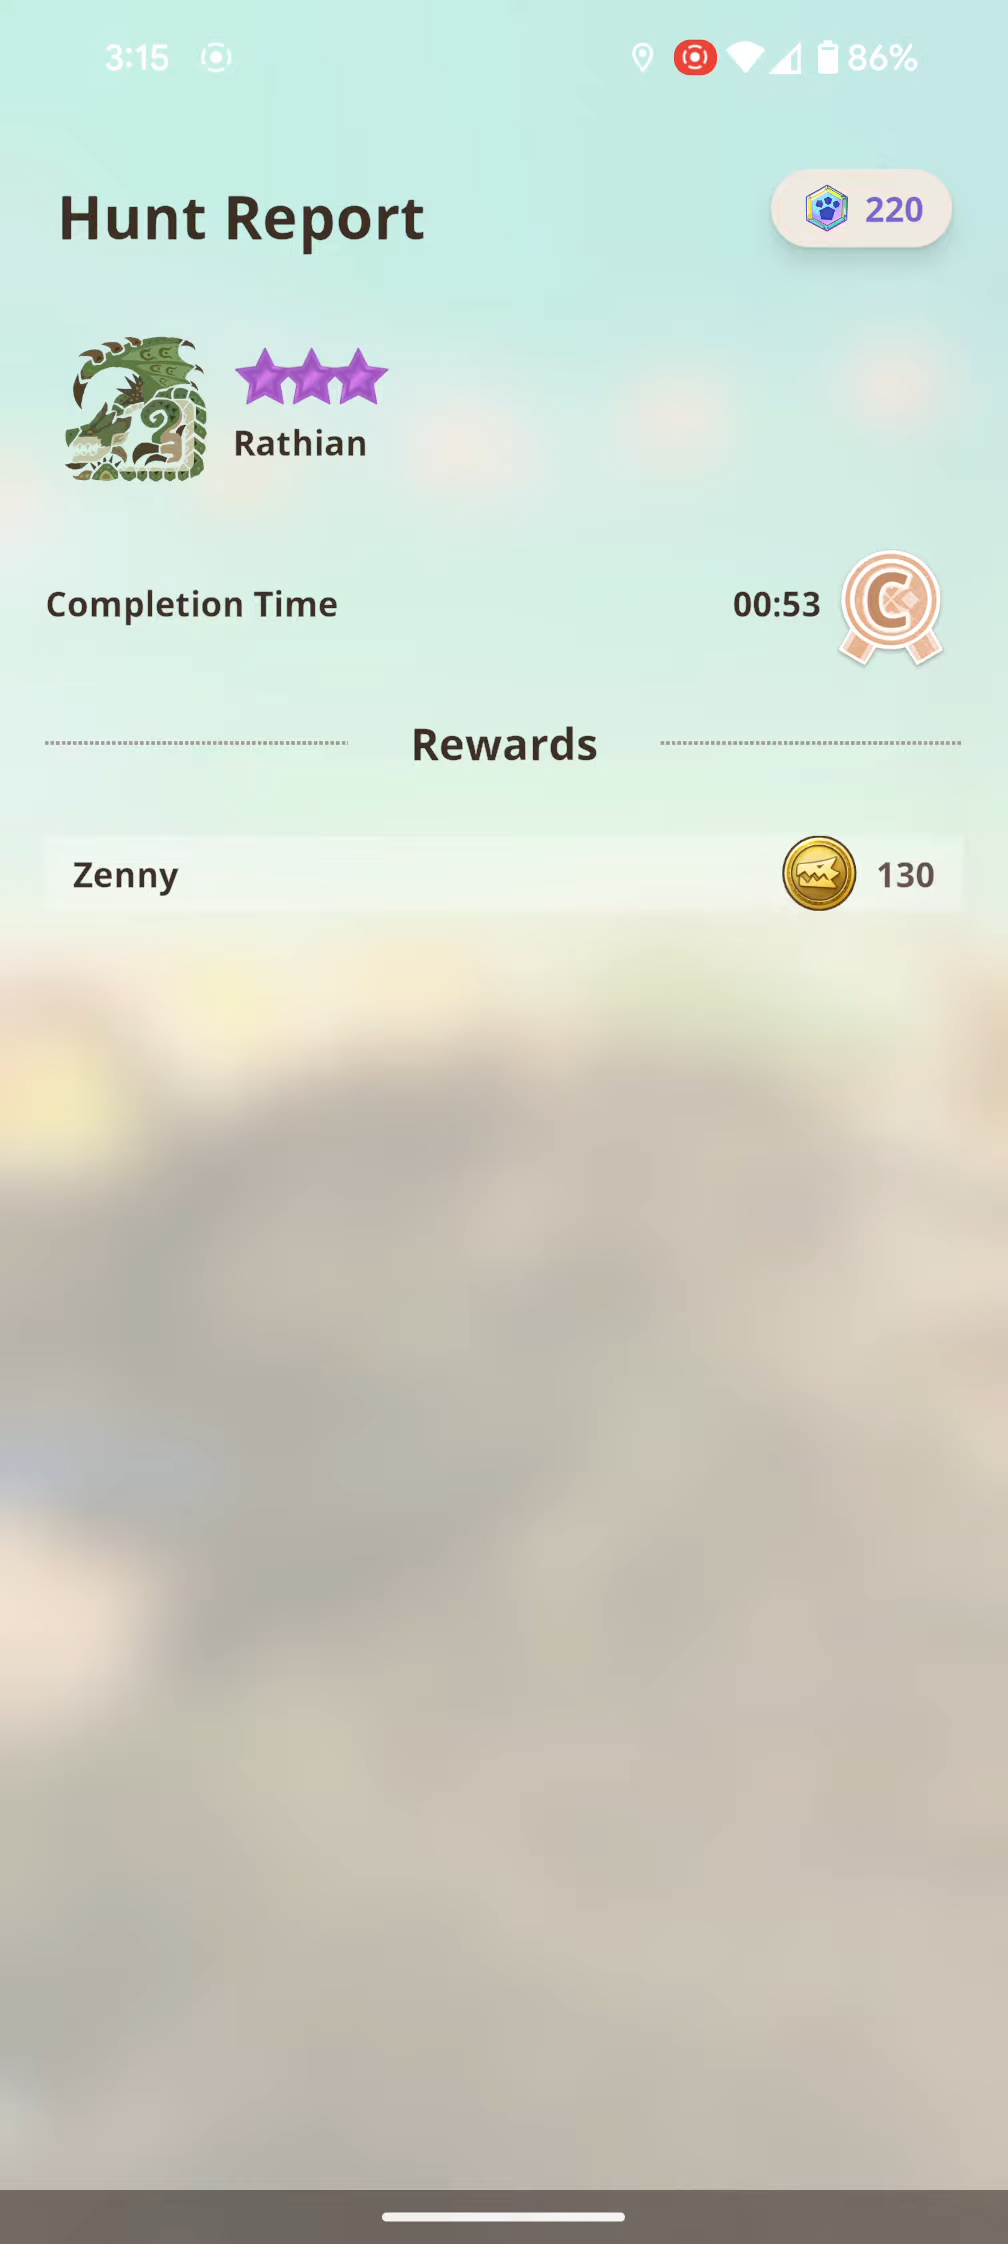 3:15
86%
Hunt Report
220
Rathian
Completion Time
00:53
C
Rewards
Zenny
130